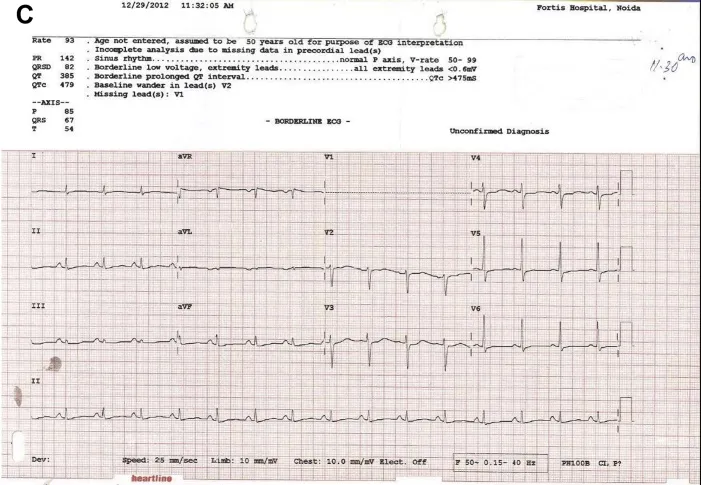 C
12/29/2012 11:32:05 AM
Fortis Hospital, Noida
Rate 93 . Age not entered, assumed to be 50 years old for purpose of ECG interpretation
. Incomplete analysis due to missing data in precordial lead(s)
PR 142 . Sinus rhythm...............................normal P axis, V-rate 50- 99
QRSD 82 . Borderline low voltage, extremity leads...............all extremity leads <0.6mV
QT 385 . Borderline prolonged QT interval..................................QTc >475mS
QTc 479 . Baseline wander in lead(s) V2
. Missing lead(s): V1
--AXIS--
P 85
QRS 67
T 54
- BORDERLINE ECG -
Unconfirmed Diagnosis
11.30
I aVR V1 V4
II aVL V2 V5
III aVF V3 V6
II
Dev: Speed: 25 mm/sec Limb: 10 mm/mV Chest: 10.0 mm/mV Elect. Off F 50~ 0.15- 40 Hz PH100B CL P?
heartline